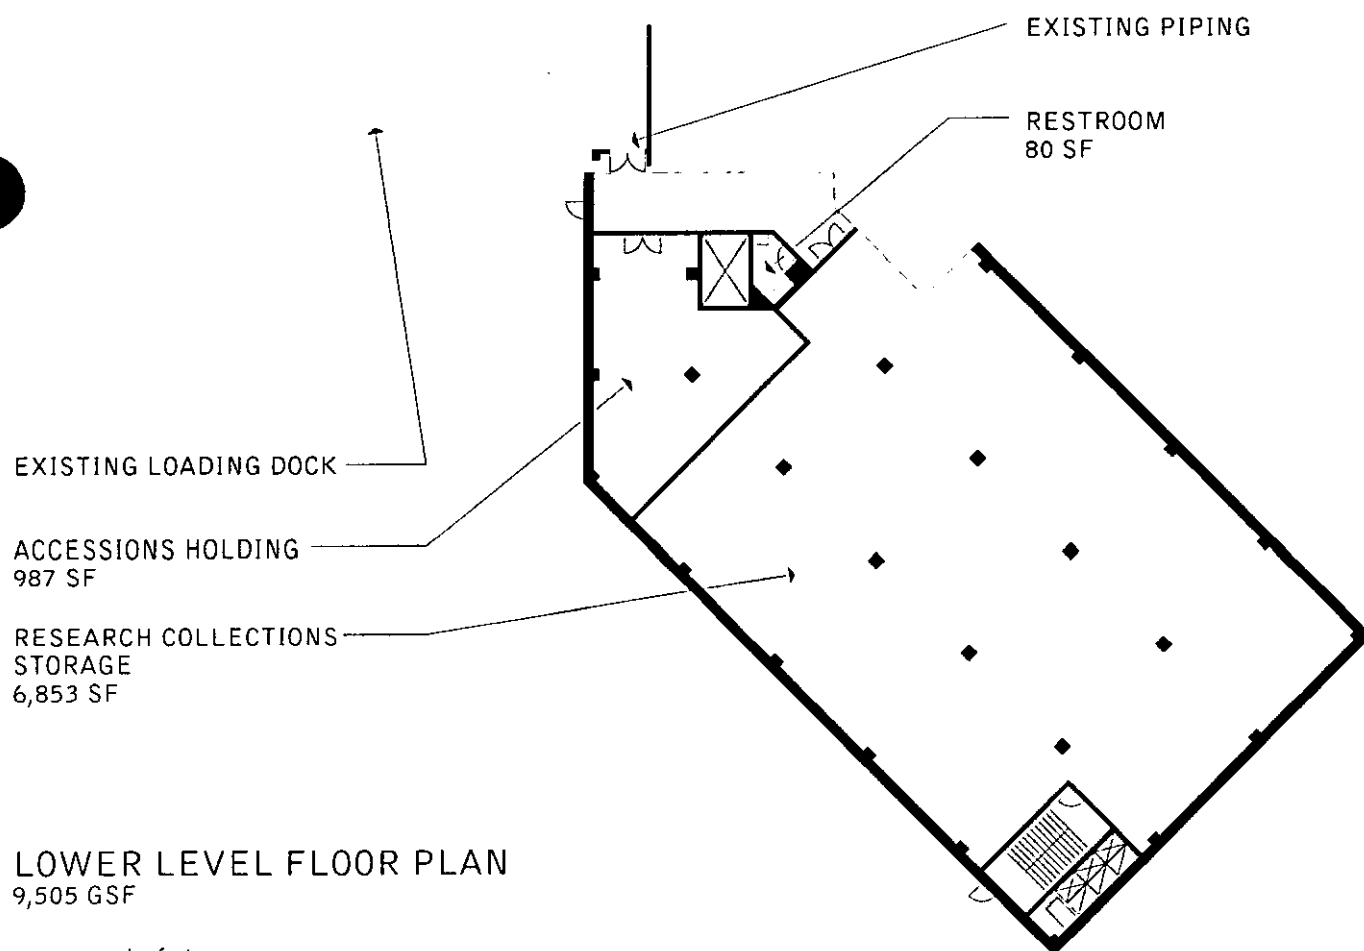 EXISTING PIPING
RESTROOM
80 SF
EXISTING LOADING DOCK
ACCESSIONS HOLDING
987 SF
RESEARCH COLLECTIONS
STORAGE
6,853 SF
LOWER LEVEL FLOOR PLAN
9,505 GSF